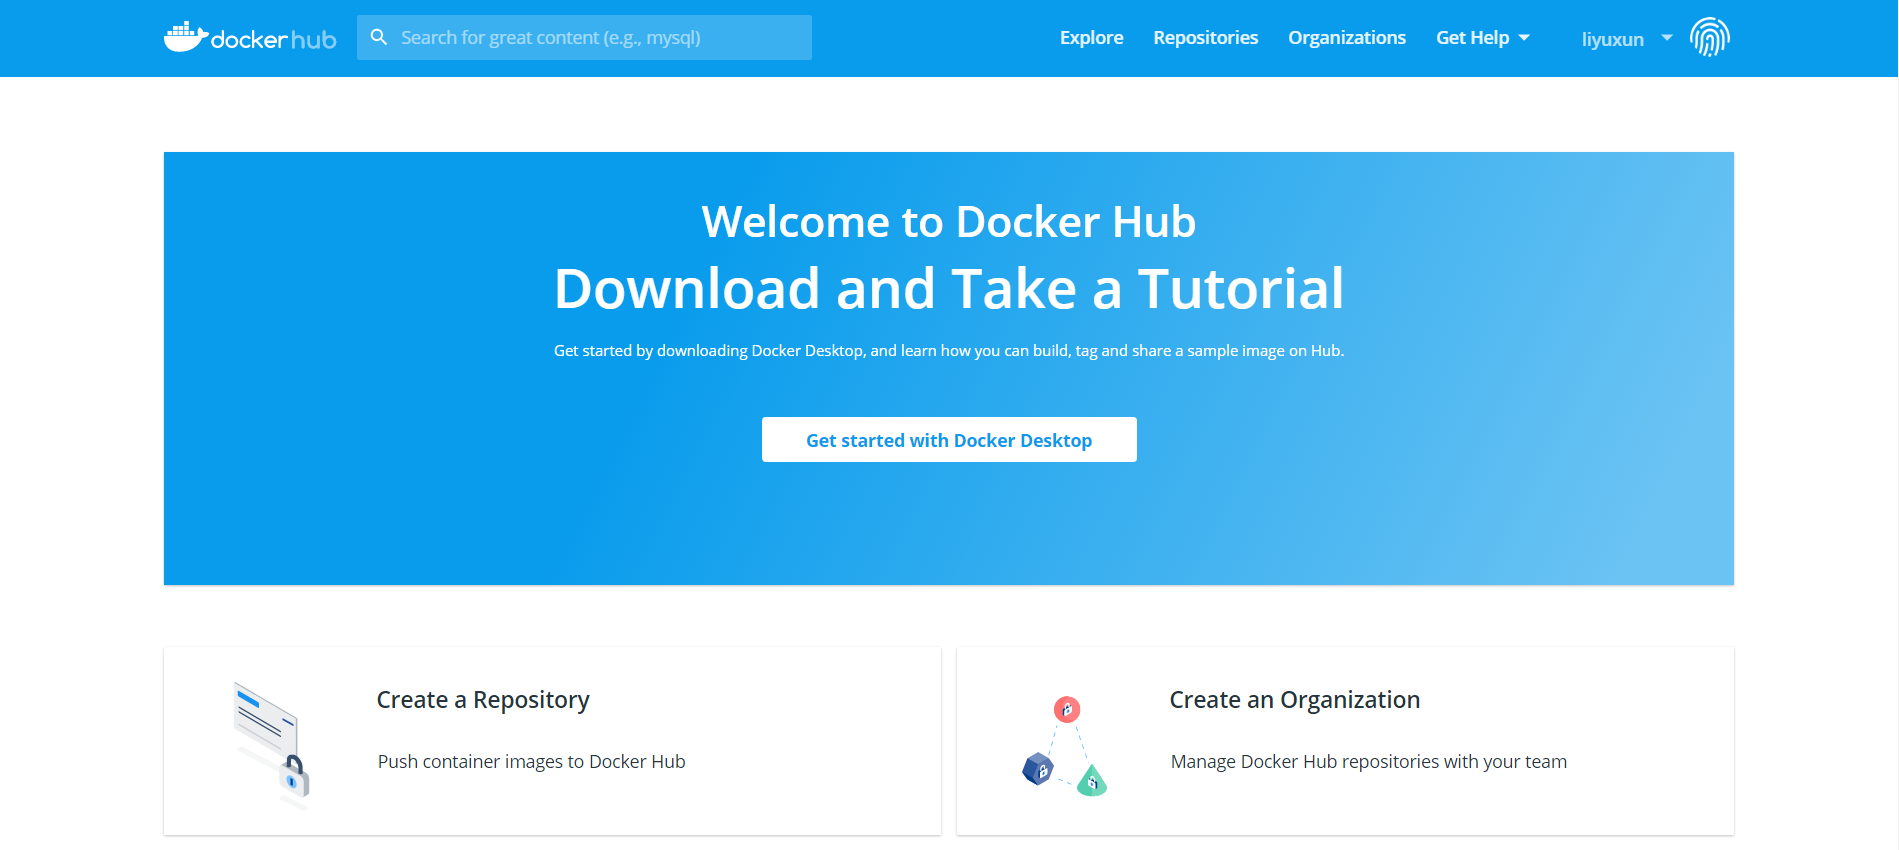 dockerhub
Search for great content (e.g., mysql)
Explore
Repositories
Organizations
Get Help
liyuxun
Welcome to Docker Hub
Download and Take a Tutorial
Get started by downloading Docker Desktop, and learn how you can build, tag and share a sample image on Hub.
Get started with Docker Desktop
Create a Repository
Push container images to Docker Hub
Create an Organization
Manage Docker Hub repositories with your team